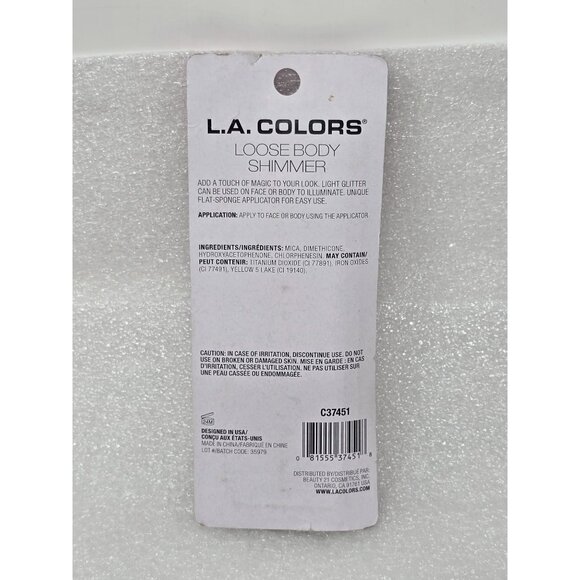 L.A. COLORS®
LOOSE BODY
SHIMMER
ADD A TOUCH OF MAGIC TO YOUR LOOK. LIGHT GLITTER
CAN BE USED ON FACE OR BODY TO ILLUMINATE. UNIQUE
FLAT-SPONGE APPLICATOR FOR EASY USE.
APPLICATION: APPLY TO FACE OR BODY USING THE APPLICATOR
INGREDIENTS/INGRÉDIENTS: MICA, DIMETHICONE,
HYDROXYACETOPHENONE, CHLORPHENESIN. MAY CONTAIN/
PEUT CONTENIR: TITANIUM DIOXIDE (CI 77891), IRON OXIDES
(CI 77491), YELLOW 5 LAKE (CI 19140).
CAUTION: IN CASE OF IRRITATION, DISCONTINUE USE. DO NOT
USE ON BROKEN OR DAMAGED SKIN. MISE EN GARDE : EN CAS
D'IRRITATION, CESSER L'UTILISATION. NE PAS UTILISER SUR
UNE PEAU CASSÉE OU ENDOMMAGÉE.
24M
C37451
DESIGNED IN USA/
CONÇU AUX ÉTATS-UNIS
MADE IN CHINA/FABRIQUÉ EN CHINE
LOT #/BATCH CODE: 35979
0 81555 37451 8
DISTRIBUTED BY/DISTRIBUÉ PAR:
BEAUTY 21 COSMETICS, INC.
ONTARIO, CA 91761 USA
WWW.LACOLORS.COM